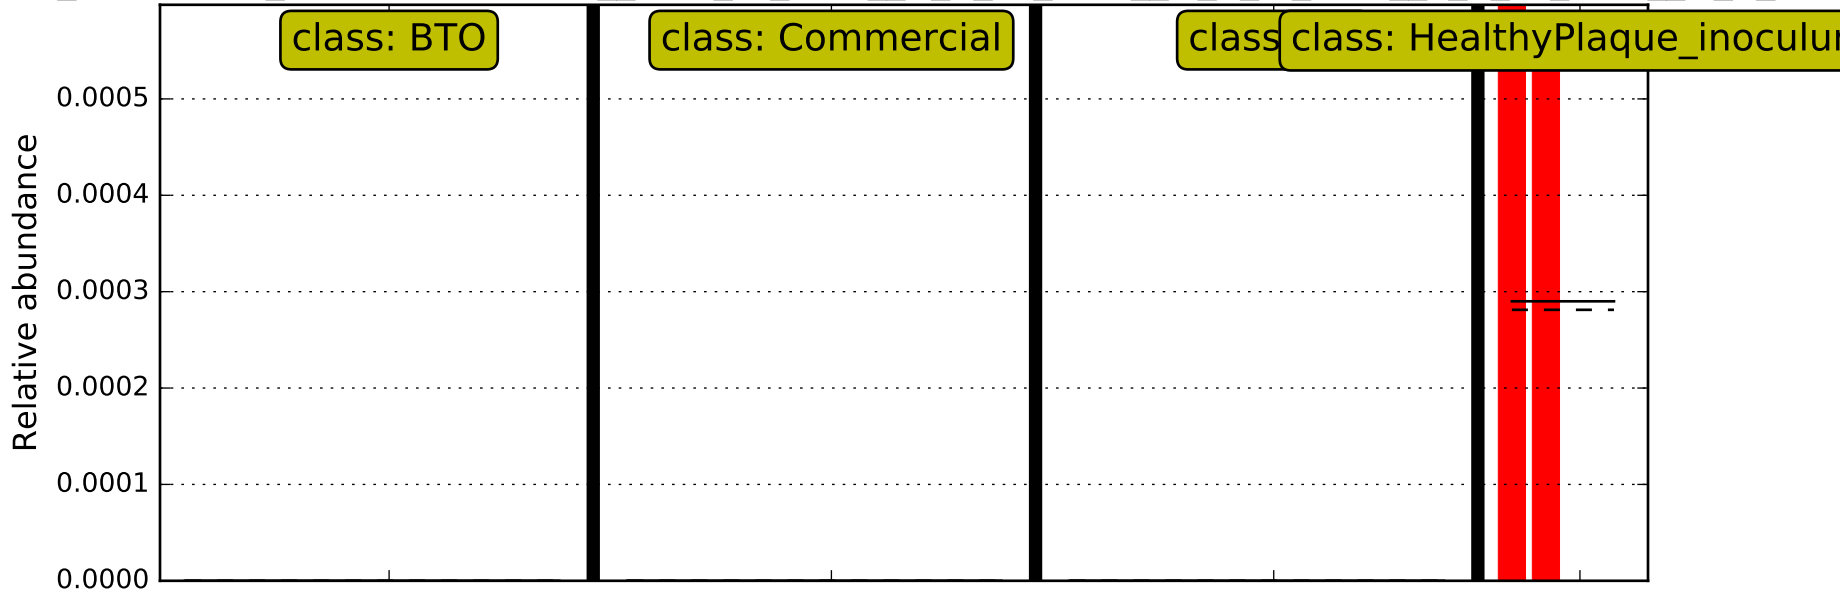 class: BTO
class: Commercial
class
class: HealthyPlaque_inoculu
0.0005
0.0004
0.0003
0.0002
0.0001
0.0000
Relative abundance